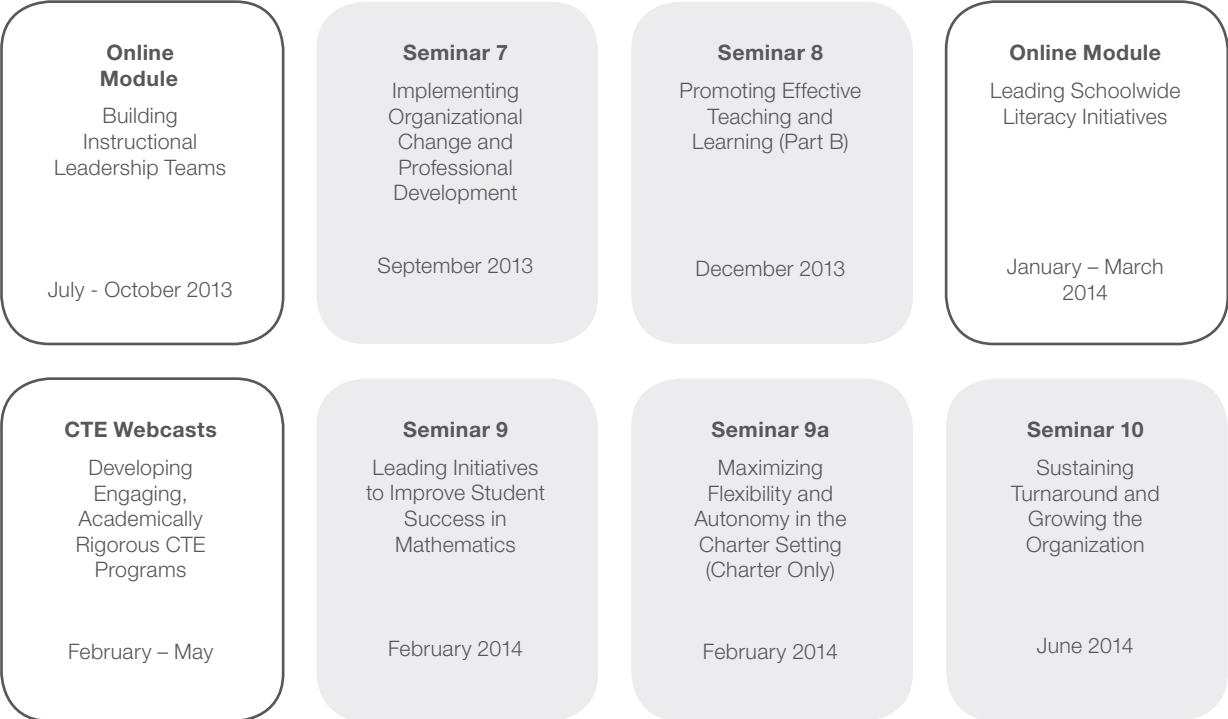 Online
Module
Building
Instructional
Leadership Teams
July - October 2013
Seminar 7
Implementing
Organizational
Change and
Professional
Development
September 2013
Seminar 8
Promoting Effective
Teaching and
Learning (Part B)
December 2013
Online Module
Leading Schoolwide
Literacy Initiatives
January – March
2014
CTE Webcasts
Developing
Engaging,
Academically
Rigorous CTE
Programs
February – May
Seminar 9
Leading Initiatives
to Improve Student
Success in
Mathematics
February 2014
Seminar 9a
Maximizing
Flexibility and
Autonomy in the
Charter Setting
(Charter Only)
February 2014
Seminar 10
Sustaining
Turnaround and
Growing the
Organization
June 2014